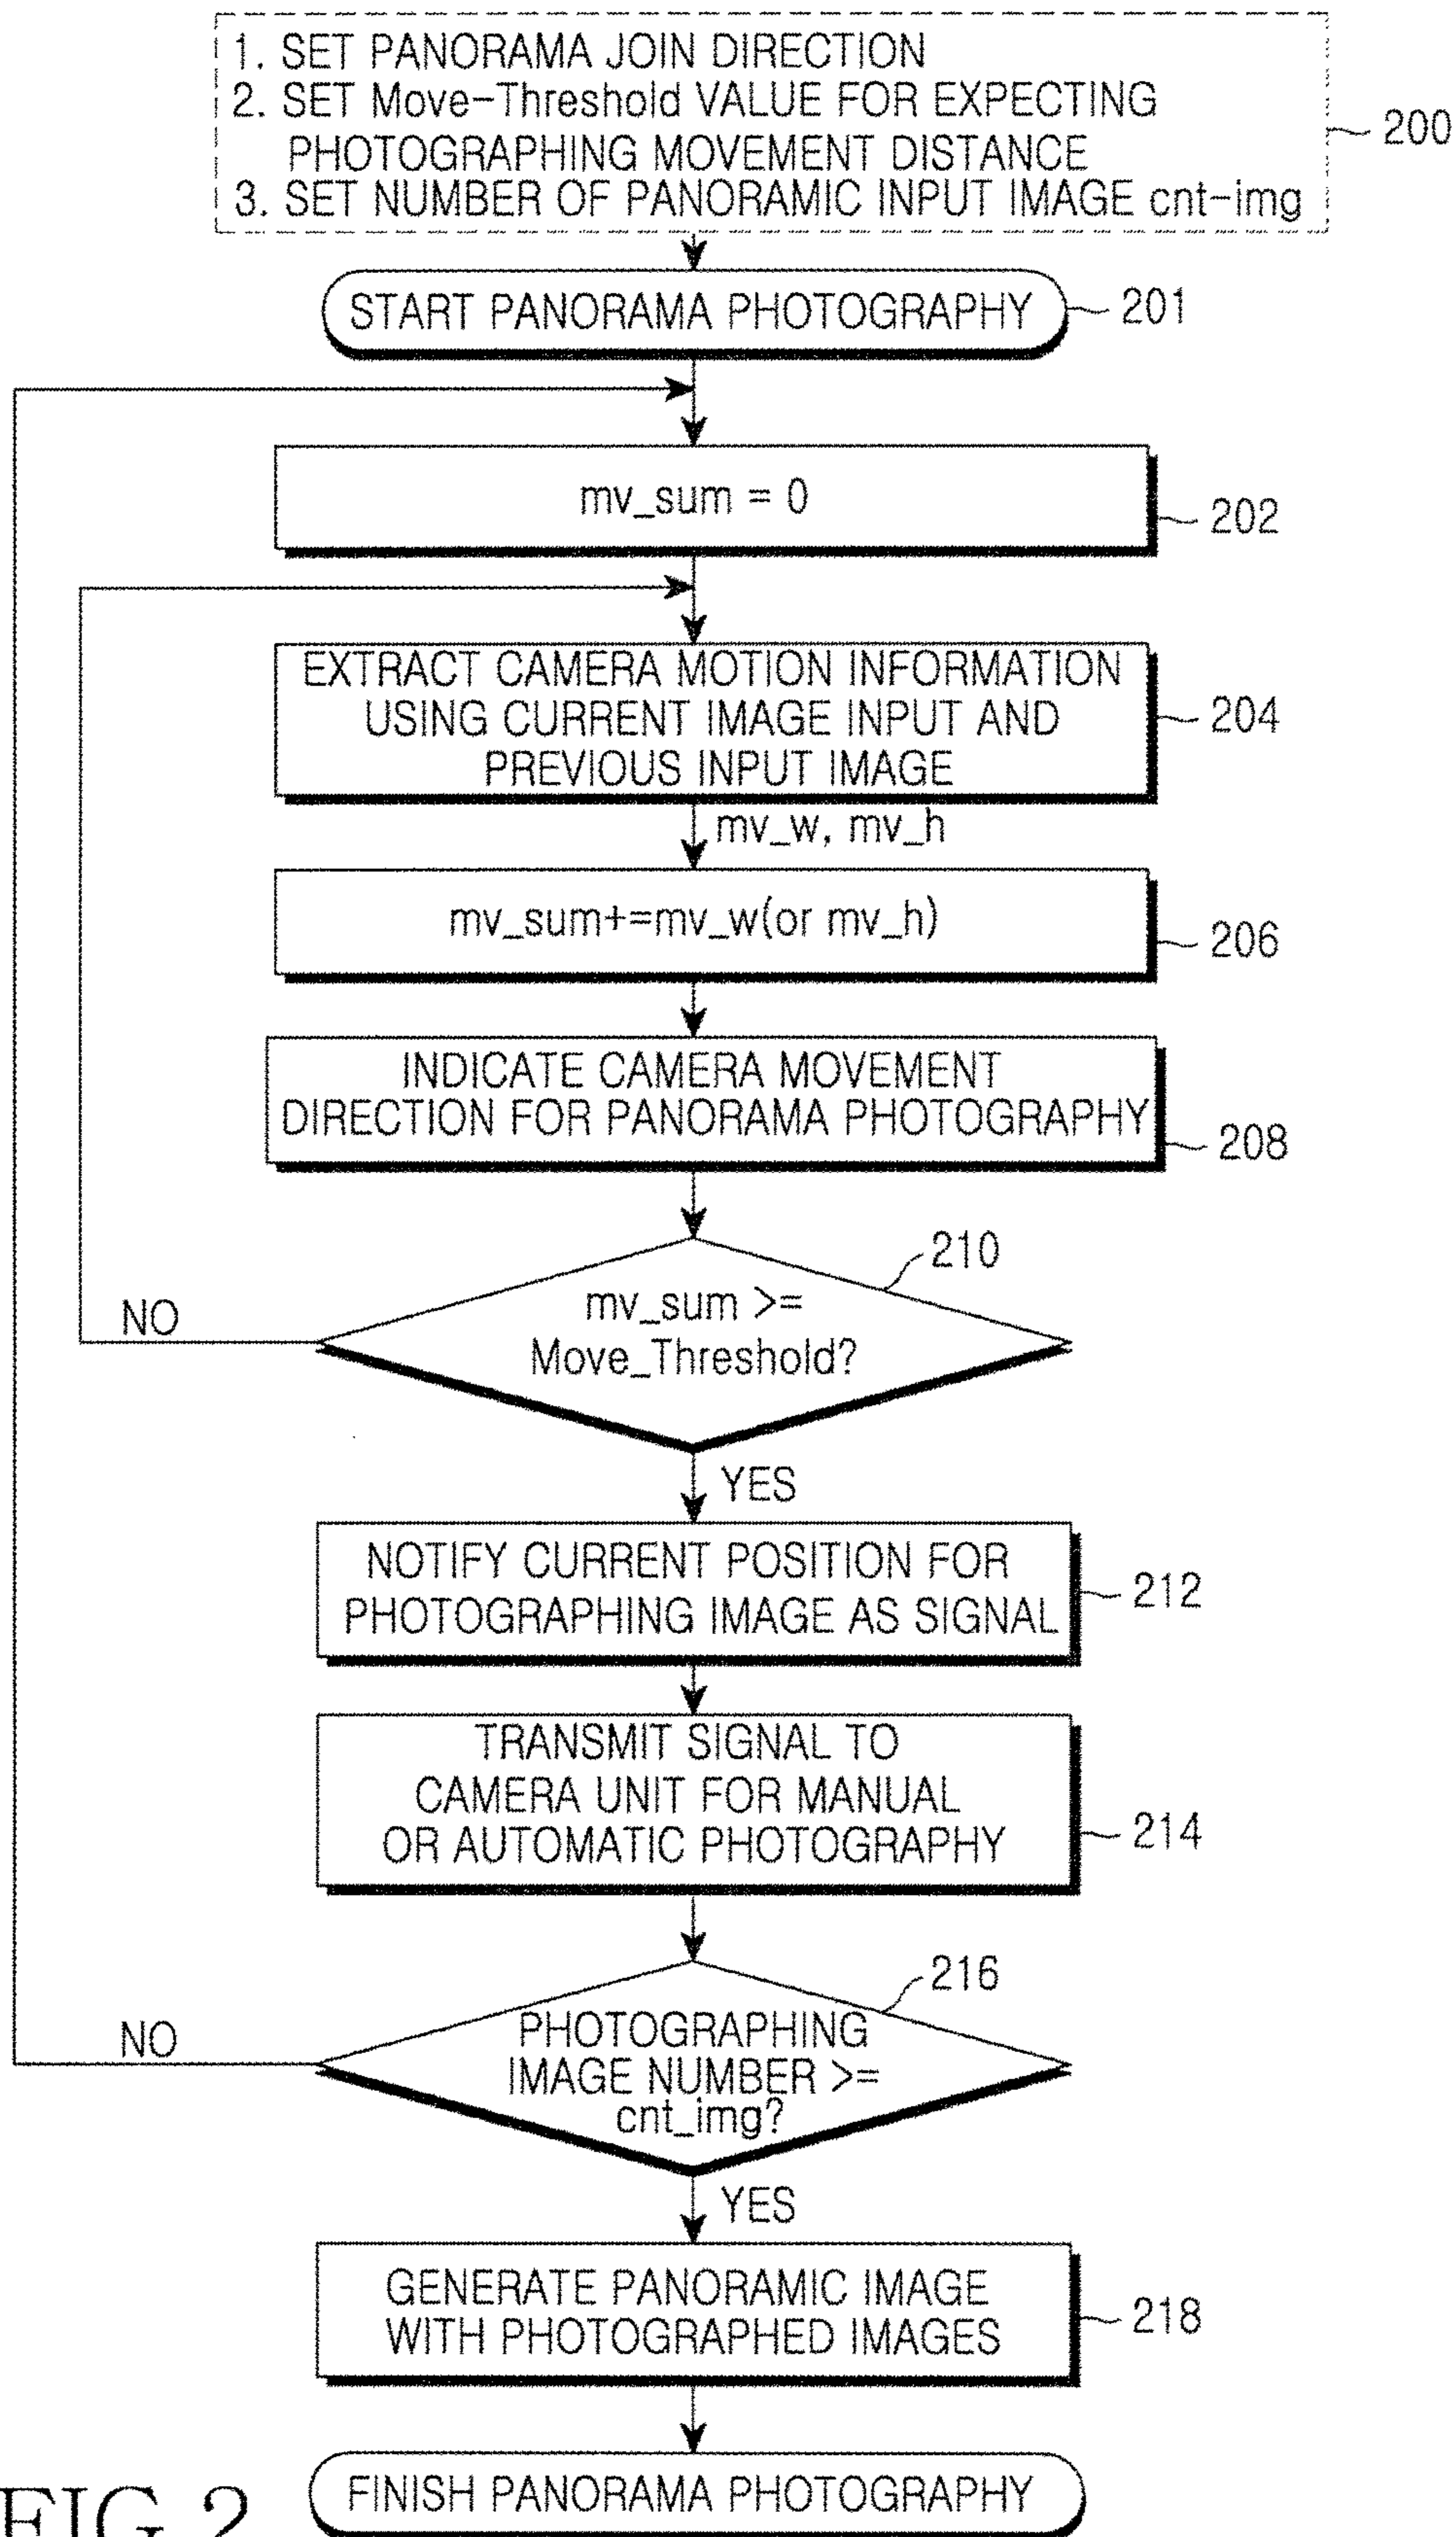 1. SET PANORAMA JOIN DIRECTION
2. SET Move-Threshold VALUE FOR EXPECTING
PHOTOGRAPHING MOVEMENT DISTANCE
3. SET NUMBER OF PANORAMIC INPUT IMAGE cnt-img
200
START PANORAMA PHOTOGRAPHY
201
mv_sum = 0
202
EXTRACT CAMERA MOTION INFORMATION
USING CURRENT IMAGE INPUT AND
PREVIOUS INPUT IMAGE
204
mv_w, mv_h
mv_sum+=mv_w(or mv_h)
206
INDICATE CAMERA MOVEMENT
DIRECTION FOR PANORAMA PHOTOGRAPHY
208
210
mv_sum >=
Move_Threshold?
NO
YES
NOTIFY CURRENT POSITION FOR
PHOTOGRAPHING IMAGE AS SIGNAL
212
TRANSMIT SIGNAL TO
CAMERA UNIT FOR MANUAL
OR AUTOMATIC PHOTOGRAPHY
214
216
PHOTOGRAPHING
IMAGE NUMBER >=
cnt_img?
NO
YES
GENERATE PANORAMIC IMAGE
WITH PHOTOGRAPHED IMAGES
218
FINISH PANORAMA PHOTOGRAPHY
FIG.2